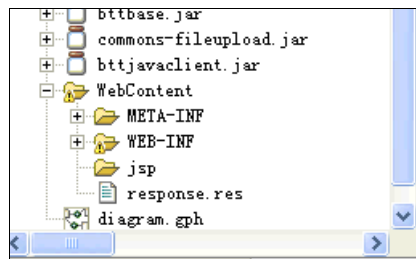 bttbase.jar
commons-fileupload.jar
bttjavaclient.jar
WebContent
META-INF
WEB-INF
jsp
response.res
diagram.gph